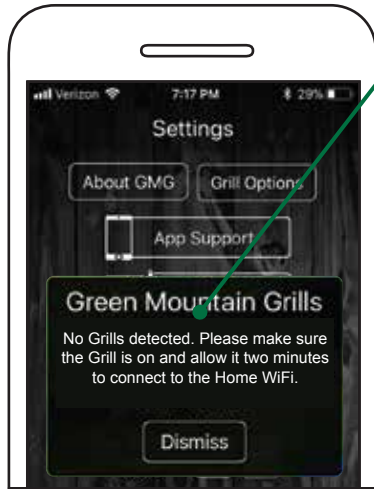 Verizon 7:17 PM 29%
Settings
About GMG Grill Options
App Support
Green Mountain Grills
No Grills detected. Please make sure
the Grill is on and allow it two minutes
to connect to the Home WiFi.
Dismiss